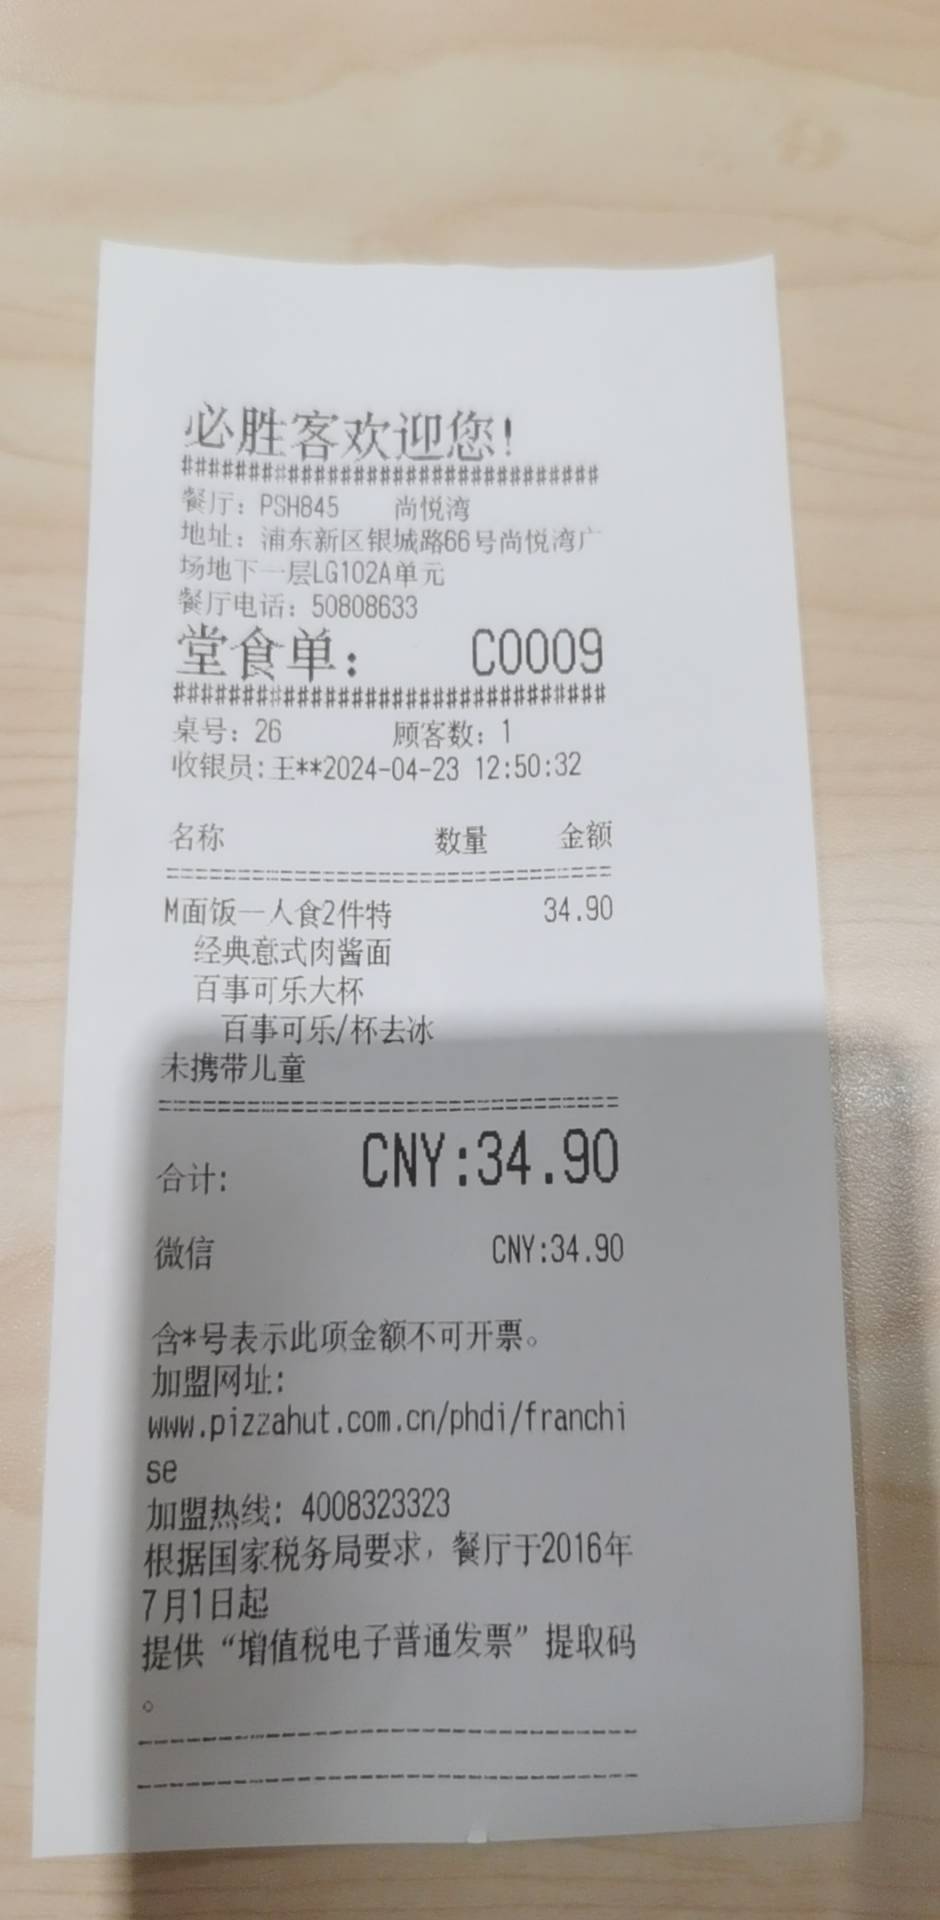 必胜客欢迎您!
################################
餐厅: PSH845 尚悦湾
地址: 浦东新区银城路66号尚悦湾广
场地下一层LG102A单元
餐厅电话: 50808633
堂食单: C0009
################################
桌号: 26 顾客数: 1
收银员:王**2024-04-23 12:50:32
名称 数量 金额
================================
M面饭一人食2件特 34.90
经典意式肉酱面
百事可乐大杯
百事可乐/杯去冰
未携带儿童
================================
合计: CNY:34.90
微信 CNY:34.90
含*号表示此项金额不可开票。
加盟网址:
www.pizzahut.com.cn/phdi/franchi
se
加盟热线: 4008323323
根据国家税务局要求，餐厅于2016年
7月1日起
提供“增值税电子普通发票”提取码
。
--------------------------------
--------------------------------